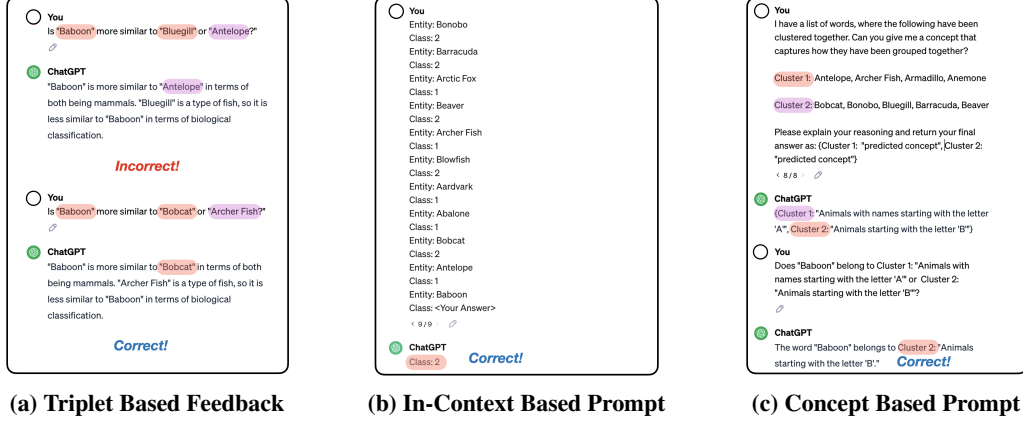 You
Is "Baboon" more similar to "Bluegill" or "Antelope?"
ChatGPT
"Baboon" is more similar to "Antelope" in terms of
both being mammals. "Bluegill" is a type of fish, so it is
less similar to "Baboon" in terms of biological
classification.
Incorrect!
You
Is "Baboon" more similar to "Bobcat" or "Archer Fish?"
ChatGPT
"Baboon" is more similar to "Bobcat" in terms of both
being mammals. "Archer Fish" is a type of fish, so it is
less similar to "Baboon" in terms of biological
classification.
Correct!
(a) Triplet Based Feedback
You
Entity: Bonobo
Class: 2
Entity: Barracuda
Class: 2
Entity: Arctic Fox
Class: 1
Entity: Beaver
Class: 2
Entity: Archer Fish
Class: 1
Entity: Blowfish
Class: 2
Entity: Aardvark
Class: 1
Entity: Abalone
Class: 1
Entity: Bobcat
Class: 2
Entity: Antelope
Class: 1
Entity: Baboon
Class: <Your Answer>
< 9/9 >
ChatGPT
Class: 2 Correct!
(b) In-Context Based Prompt
You
I have a list of words, where the following have been
clustered together. Can you give me a concept that
captures how they have been grouped together?
Cluster 1: Antelope, Archer Fish, Armadillo, Anemone
Cluster 2: Bobcat, Bonobo, Bluegill, Barracuda, Beaver
Please explain your reasoning and return your final
answer as: {Cluster 1: "predicted concept", Cluster 2:
"predicted concept"}
< 8/8 >
ChatGPT
{Cluster 1: "Animals with names starting with the letter
'A'", Cluster 2: "Animals starting with the letter 'B'"}
You
Does "Baboon" belong to Cluster 1: "Animals with
names starting with the letter 'A'" or Cluster 2:
"Animals starting with the letter 'B'"?
ChatGPT
The word "Baboon" belongs to Cluster 2: "Animals
starting with the letter 'B'." Correct!
(c) Concept Based Prompt